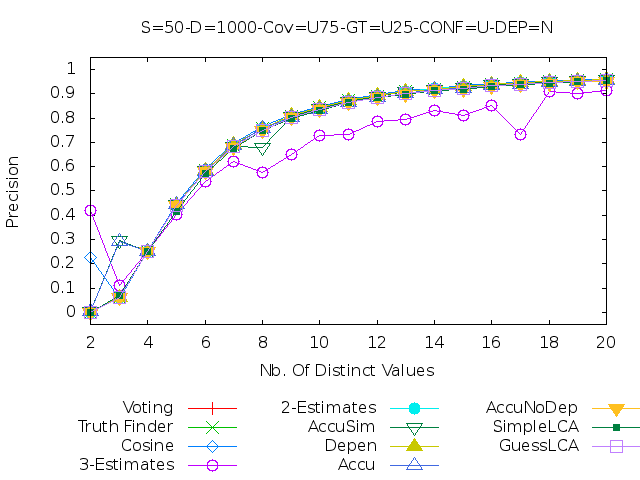 S=50-D=1000-Cov=U75-GT=U25-CONF=U-DEP=N
Precision
1
0.9
0.8
0.7
0.6
0.5
0.4
0.3
0.2
0.1
0
2 4 6 8 10 12 14 16 18 20
Nb. Of Distinct Values
Voting
Truth Finder
Cosine
3-Estimates
2-Estimates
AccuSim
Depen
Accu
AccuNoDep
SimpleLCA
GuessLCA